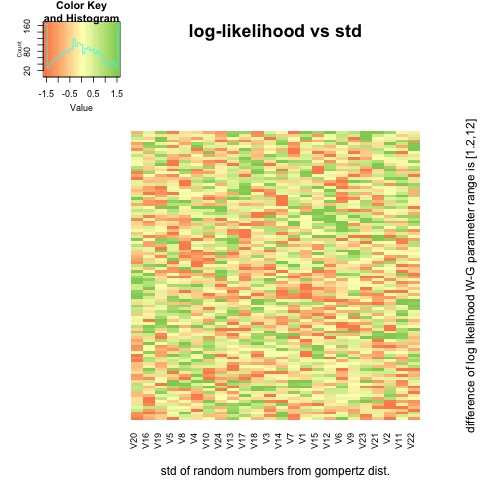 Color Key
and Histogram
log-likelihood vs std
Count
20 80 160
-1.5 -0.5 0.5 1.5
Value
difference of log likelihood W-G parameter range is [1.2,12]
V20 V16 V19 V5 V8 V4 V10 V24 V13 V17 V18 V3 V14 V7 V1 V15 V12 V6 V9 V23 V21 V2 V11 V22
std of random numbers from gompertz dist.